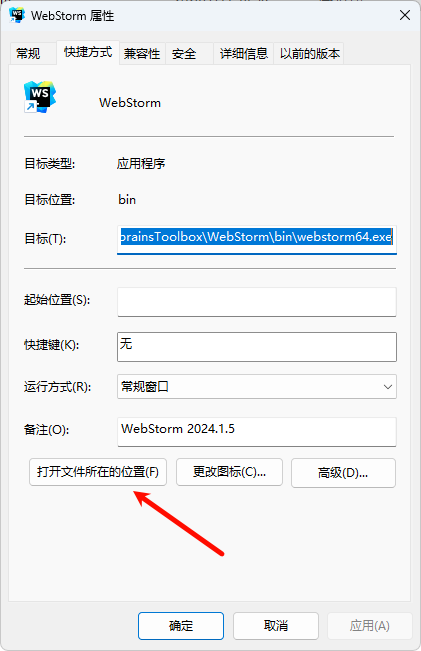 WebStorm 属性
常规 快捷方式 兼容性 安全 详细信息 以前的版本
WS
WebStorm
目标类型: 应用程序
目标位置: bin
目标(T): brainsToolbox\WebStorm\bin\webstorm64.exe
起始位置(S):
快捷键(K): 无
运行方式(R): 常规窗口
备注(O): WebStorm 2024.1.5
打开文件所在的位置(F) 更改图标(C)... 高级(D)...
确定 取消 应用(A)